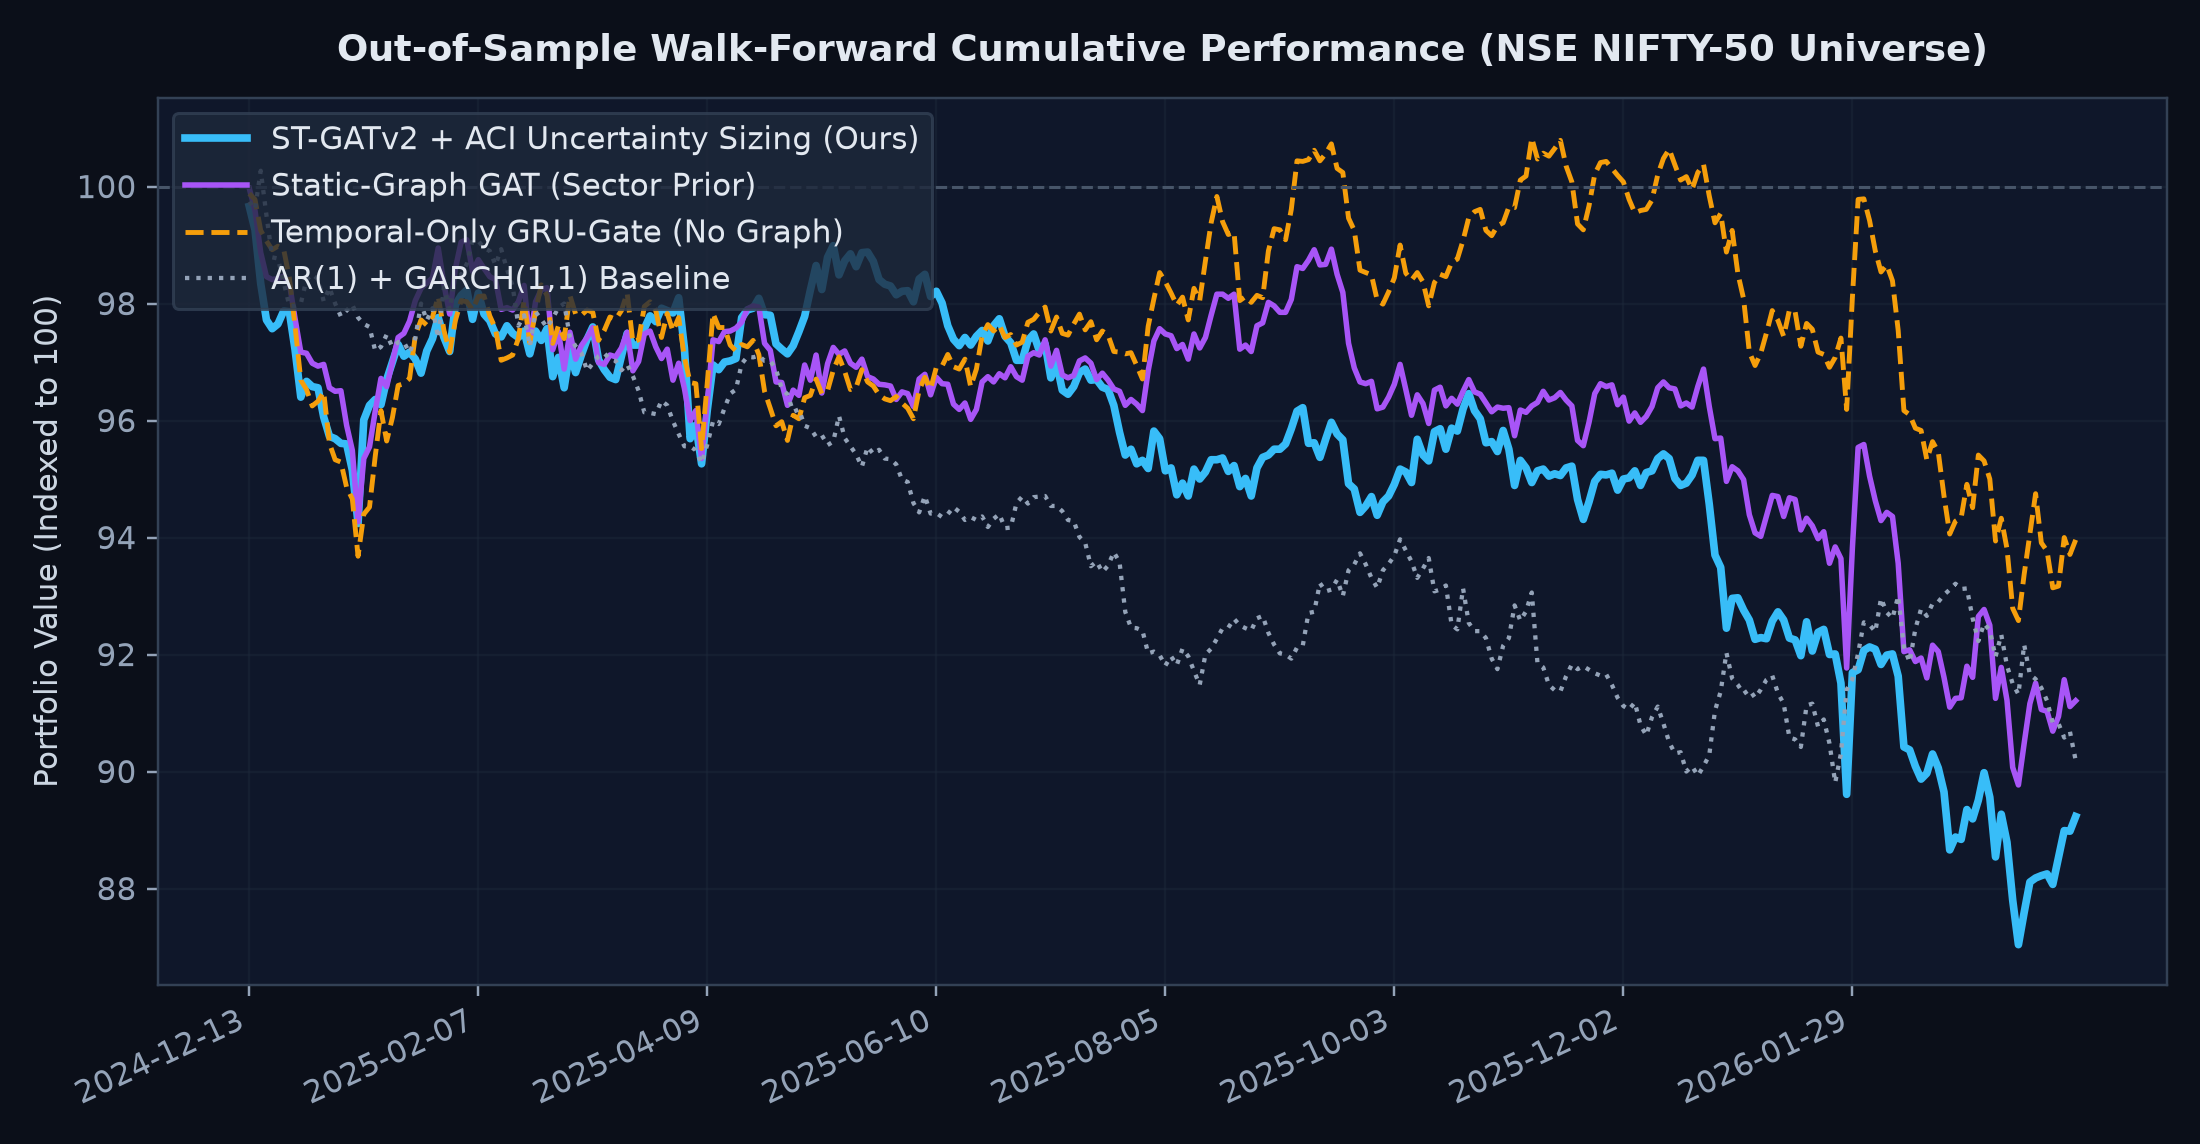 Out-of-Sample Walk-Forward Cumulative Performance (NSE NIFTY-50 Universe)
ST-GATv2 + ACI Uncertainty Sizing (Ours)
Static-Graph GAT (Sector Prior)
Temporal-Only GRU-Gate (No Graph)
AR(1) + GARCH(1,1) Baseline
Portfolio Value (Indexed to 100)
100
98
96
94
92
90
88
2024-12-13
2025-02-07
2025-04-09
2025-06-10
2025-08-05
2025-10-03
2025-12-02
2026-01-29